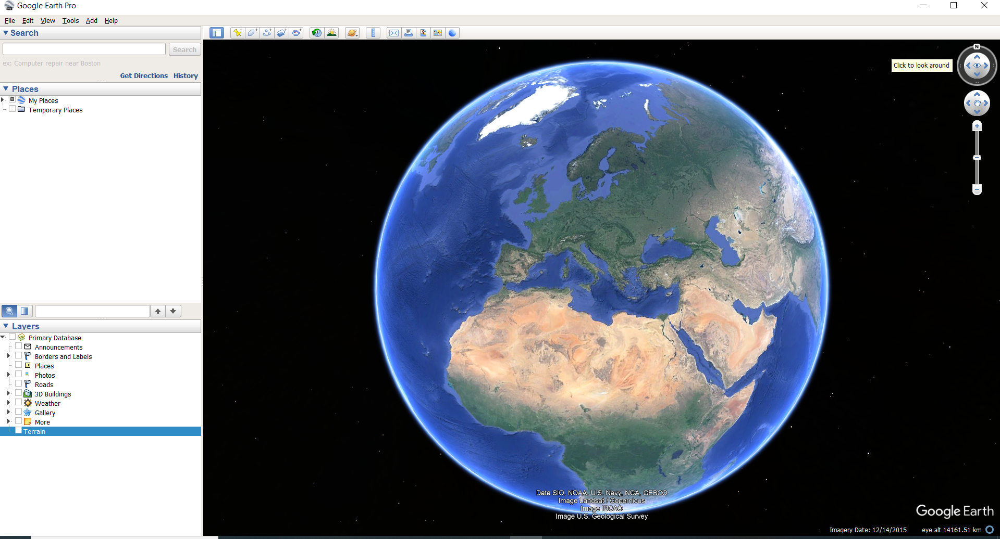 Google Earth Pro
File Edit View Tools Add Help
Search
Search
ex: Computer repair near Boston
Get Directions History
Places
My Places
Temporary Places
Layers
Primary Database
Announcements
Borders and Labels
Places
Photos
Roads
3D Buildings
Weather
Gallery
More
Terrain
N
Click to look around
Data SIO, NOAA, U.S. Navy, NGA, GEBCO
Image Landsat / Copernicus
Image IBCAO
Image U.S. Geological Survey
Google Earth
Imagery Date: 12/14/2015 eye alt 14161.51 km